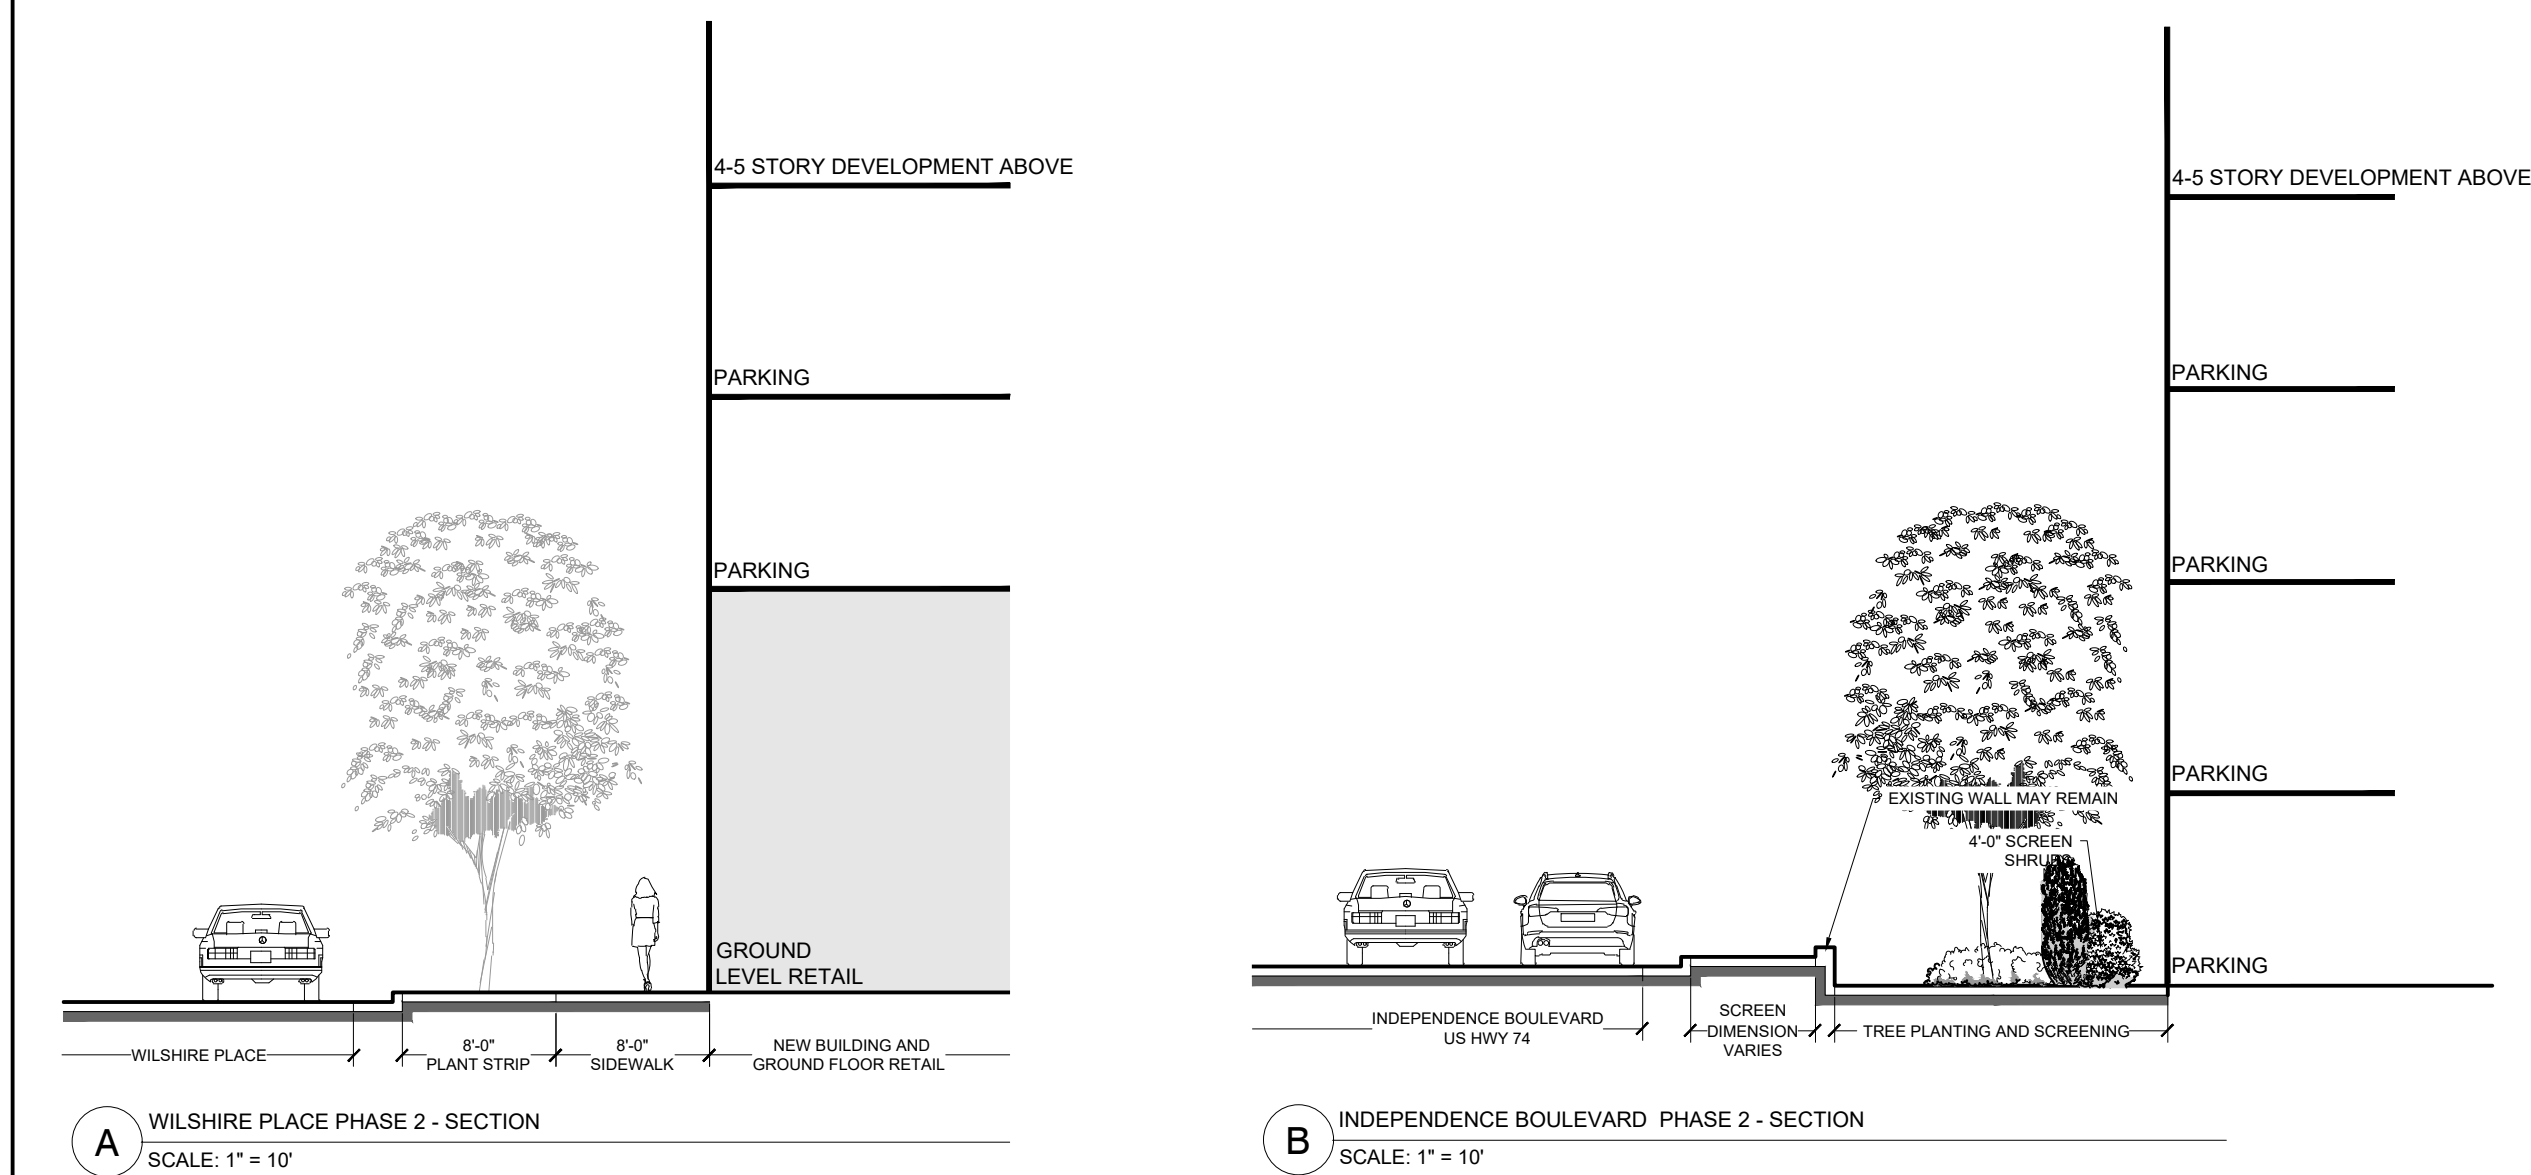 4-5 STORY DEVELOPMENT ABOVE
PARKING
PARKING
GROUND
LEVEL RETAIL
WILSHIRE PLACE
8'-0"
PLANT STRIP
8'-0"
SIDEWALK
NEW BUILDING AND
GROUND FLOOR RETAIL
A
WILSHIRE PLACE PHASE 2 - SECTION
SCALE: 1" = 10'
4-5 STORY DEVELOPMENT ABOVE
PARKING
PARKING
PARKING
EXISTING WALL MAY REMAIN
4'-0" SCREEN
SHRUBS
PARKING
INDEPENDENCE BOULEVARD
US HWY 74
SCREEN
DIMENSION
VARIES
TREE PLANTING AND SCREENING
B
INDEPENDENCE BOULEVARD PHASE 2 - SECTION
SCALE: 1" = 10'